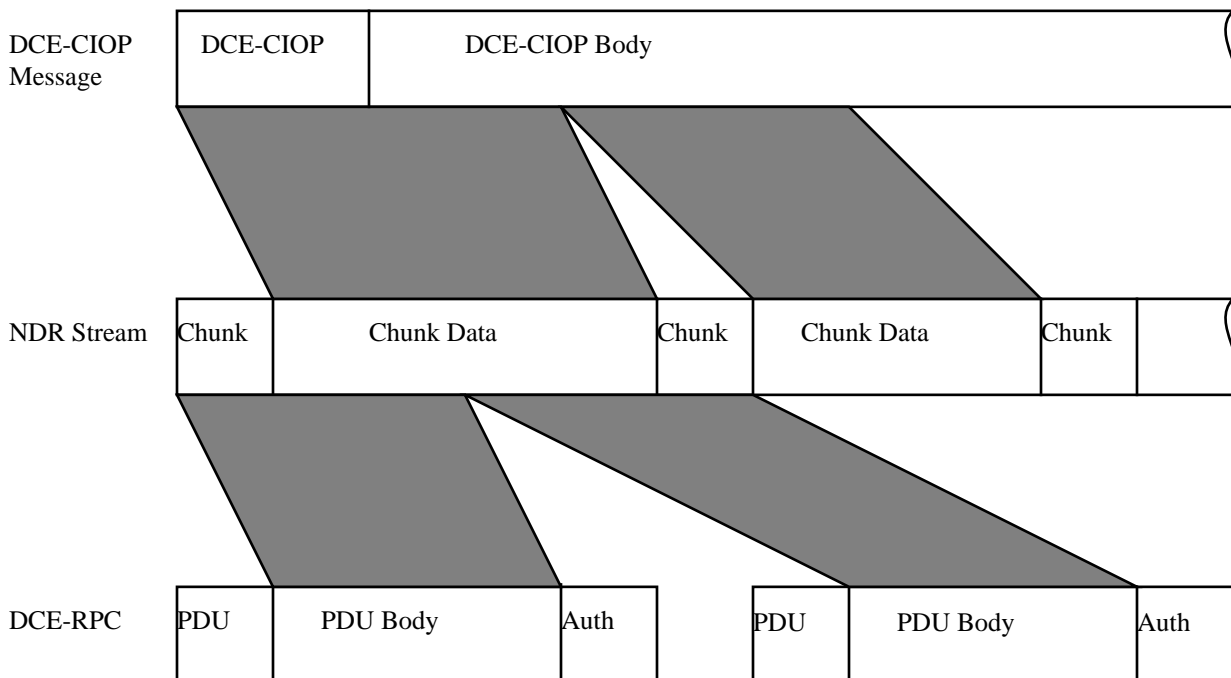 DCE-CIOP
Message
DCE-CIOP
DCE-CIOP Body
NDR Stream
Chunk
Chunk Data
Chunk
Chunk Data
Chunk
DCE-RPC
PDU
PDU Body
Auth
PDU
PDU Body
Auth